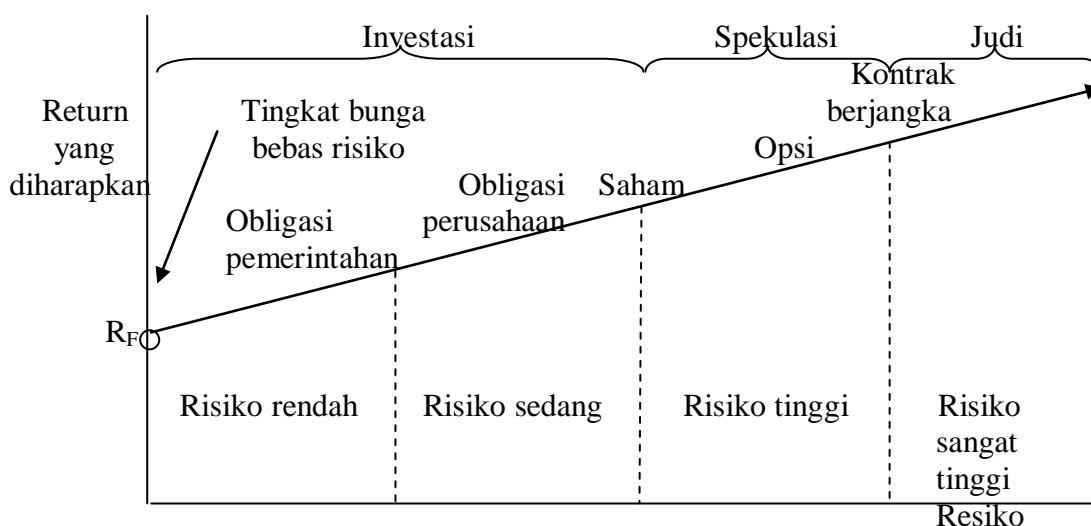 Investasi
Spekulasi
Judi
Return
yang
diharapkan
Tingkat bunga
bebas risiko
Kontrak
berjangka
Opsi
Saham
Obligasi
perusahaan
Obligasi
pemerintahan
RF
Risiko rendah
Risiko sedang
Risiko tinggi
Risiko
sangat
tinggi
Resiko